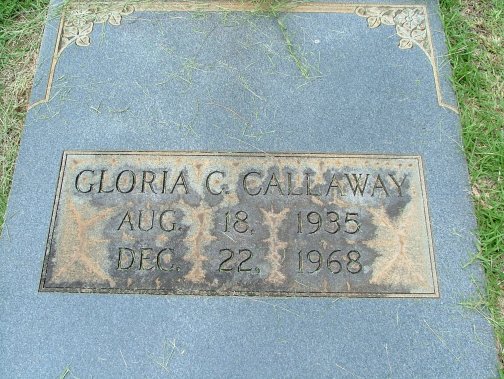 GLORIA C. CALLAWAY
AUG. 18, 1935
DEC. 22, 1968